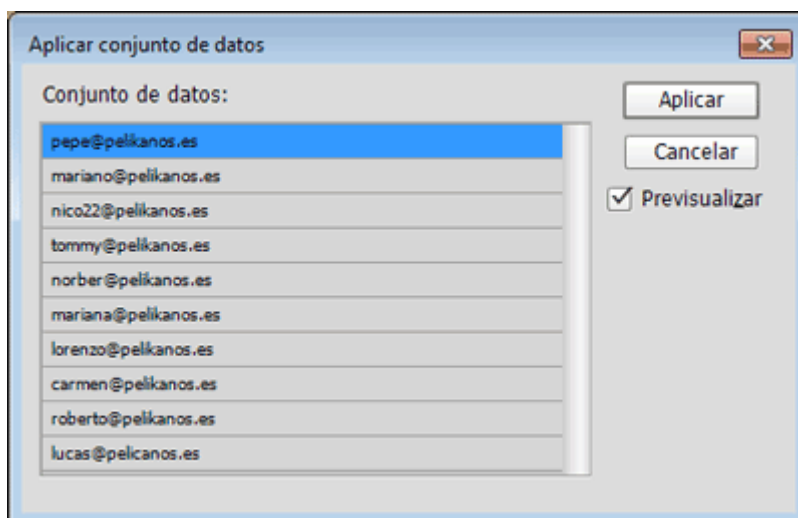 Aplicar conjunto de datos
Conjunto de datos:
pepe@pelikanos.es
mariano@pelikanos.es
nico22@pelikanos.es
tommy@pelikanos.es
norber@pelikanos.es
mariana@pelikanos.es
lorenzo@pelikanos.es
carmen@pelikanos.es
roberto@pelikanos.es
lucas@pelicanos.es
Aplicar
Cancelar
Previsualizar